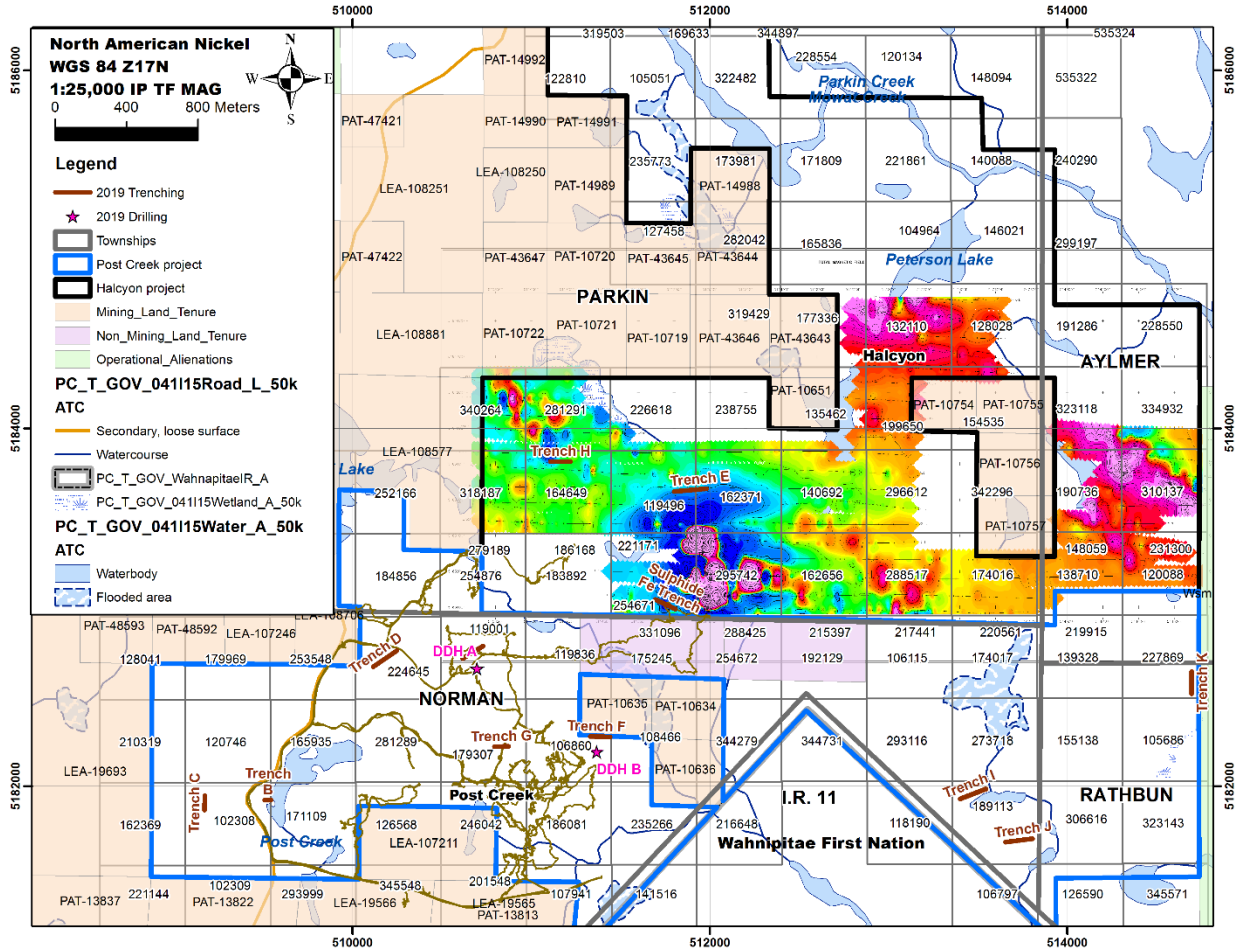 510000
512000
514000
5186000
5184000
5182000
5186000
5184000
5182000
510000
512000
514000
North American Nickel
WGS 84 Z17N
1:25,000 IP TF MAG
N
W
E
S
0 400 800 Meters
Legend
2019 Trenching
2019 Drilling
Townships
Post Creek project
Halcyon project
Mining_Land_Tenure
Non_Mining_Land_Tenure
Operational_Alienations
PC_T_GOV_041I15Road_L_50k
ATC
Secondary, loose surface
Watercourse
PC_T_GOV_WahnpitaeIR_A
PC_T_GOV_041I15Wetland_A_50k
PC_T_GOV_041I15Water_A_50k
ATC
Waterbody
Flooded area
319503
169633
344897
535324
PAT-14992
228554
120134
122810
105051
322482
148094
535322
Parkin Creek
Mowat Creek
PAT-47421
PAT-14990
PAT-14991
235773
173981
171809
221861
140088
240290
LEA-108251
LEA-108250
PAT-14989
PAT-14988
127458
282042
165836
104964
146021
299197
PAT-47422
PAT-43647
PAT-10720
PAT-43645
PAT-43644
Peterson Lake
PARKIN
319429
177336
LEA-108881
PAT-10722
PAT-10721
PAT-10719
PAT-43646
PAT-43643
132110
128028
191286
228550
Halcyon
AYLMER
PAT-10651
340264
281291
226618
238755
135462
PAT-10754
PAT-10755
323118
334932
199650
154535
LEA-108577
Trench H
PAT-10756
Lake
Trench E
252166
318187
164649
119496
162371
140692
296612
342296
190736
310137
PAT-10757
279189
186168
221171
148059
231300
184856
254876
183892
Sulphide
Fe Trench
295742
162656
288517
174016
138710
120088
254671
Wsm
LEA-108706
PAT-48593
PAT-48592
LEA-107246
119001
331096
288425
215397
217441
220561
219915
128041
179969
253548
Trench D
DDH A
119836
175245
254672
192129
106115
174017
139328
227869
224645
Trench K
NORMAN
PAT-10635
PAT-10634
Trench F
210319
120746
165935
281289
Trench G
179307
106860
108466
344279
344731
293116
273718
155138
105686
LEA-19693
Trench
B
DDH B
PAT-10636
Trench C
Post Creek
I.R. 11
Trench I
189113
RATHBUN
162369
102308
171109
126568
246042
186081
235266
216648
118190
306616
323143
Post Creek
LEA-107211
Wahnipitae First Nation
Trench J
221144
102309
293999
345548
201548
107941
141516
106797
126590
345571
PAT-13837
PAT-13822
LEA-19566
LEA-19565
PAT-13813